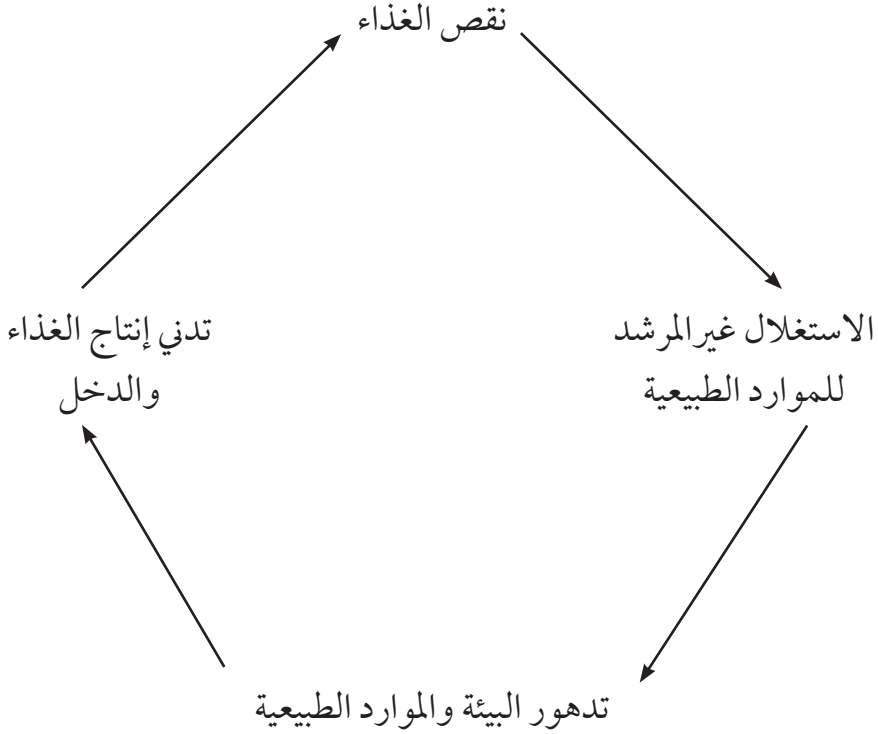 نقص الغذاء
الاستغلال غير المرشد
للموارد الطبيعية
تدهور البيئة والموارد الطبيعية
تدني إنتاج الغذاء
والدخل